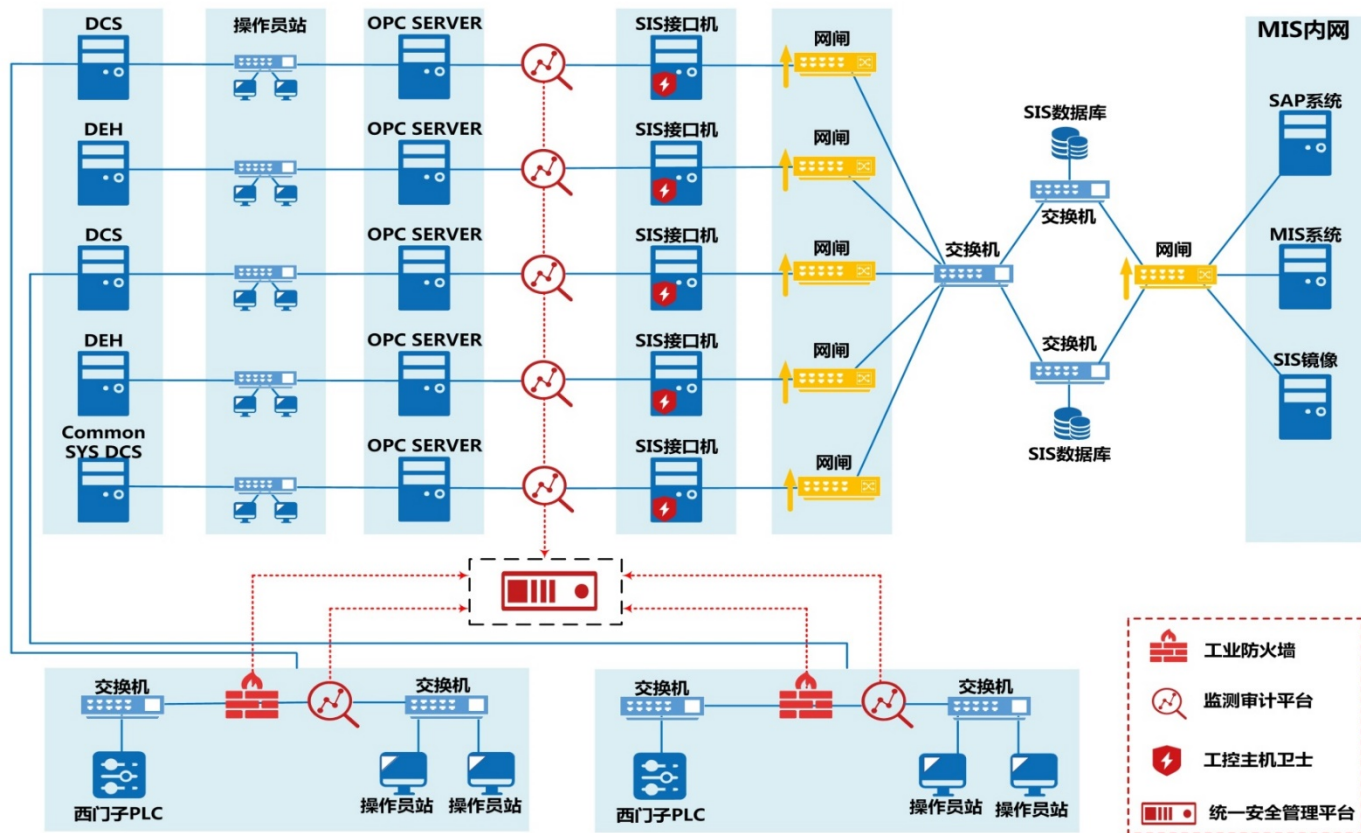 DCS
操作员站
OPC SERVER
SIS接口机
网闸
MIS内网
DEH
OPC SERVER
SIS接口机
网闸
SIS数据库
交换机
SAP系统
DCS
OPC SERVER
SIS接口机
网闸
交换机
网闸
MIS系统
DEH
OPC SERVER
SIS接口机
网闸
交换机
SIS数据库
SIS镜像
Common
SYS DCS
OPC SERVER
SIS接口机
网闸
交换机
交换机
西门子PLC
操作员站
操作员站
交换机
交换机
西门子PLC
操作员站
操作员站
工业防火墙
监测审计平台
工控主机卫士
统一安全管理平台